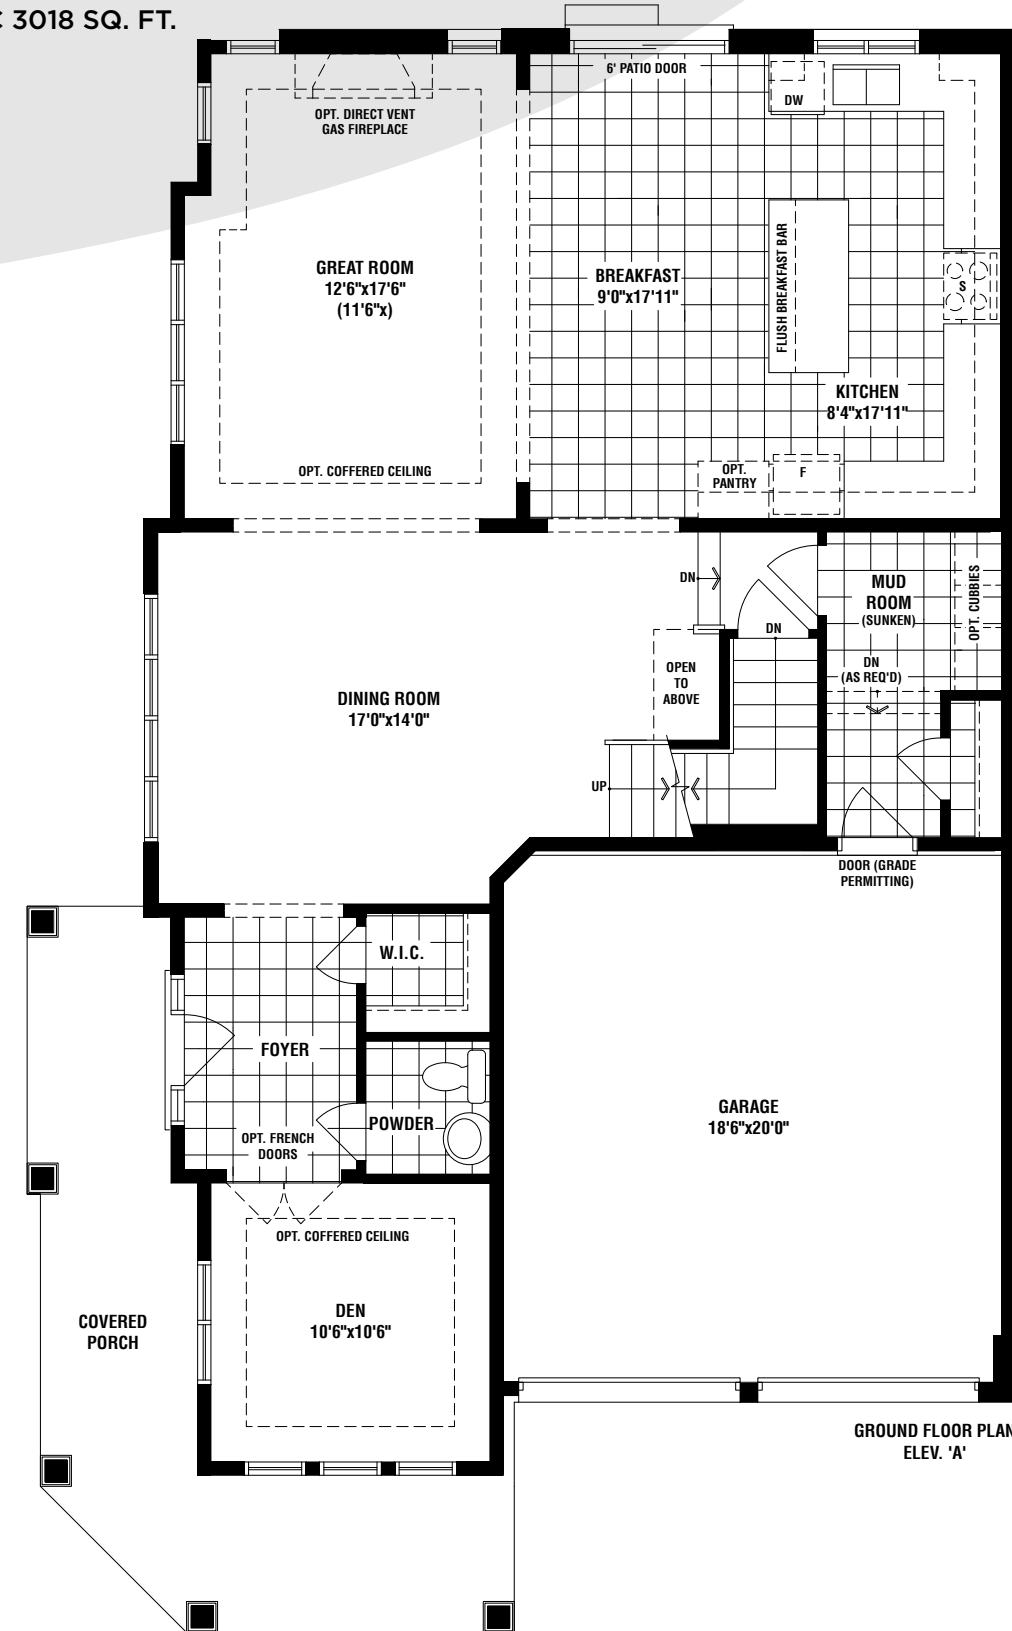 C 3018 SQ. FT.
6' PATIO DOOR
DW
OPT. DIRECT VENT
GAS FIREPLACE
GREAT ROOM
12'6"x17'6"
(11'6"x)
BREAKFAST
9'0"x17'11"
FLUSH BREAKFAST BAR
S
KITCHEN
8'4"x17'11"
OPT. COFFERED CEILING
OPT.
PANTRY
F
DN
MUD
ROOM
(SUNKEN)
OPT. CUBBIES
DN
DN
(AS REQ'D)
OPEN
TO
ABOVE
DINING ROOM
17'0"x14'0"
UP
DOOR (GRADE
PERMITTING)
W.I.C.
FOYER
POWDER
GARAGE
18'6"x20'0"
OPT. FRENCH
DOORS
OPT. COFFERED CEILING
DEN
10'6"x10'6"
COVERED
PORCH
GROUND FLOOR PLAN
ELEV. 'A'